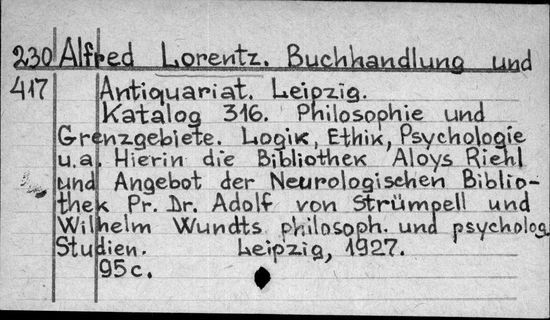 230 Alfred Lorentz. Buchhandlung und
417 Antiquariat. Leipzig.
Katalog 316. Philosophie und
Grenzgebiete. Logik, Ethik, Psychologie
u.a. Hierin die Bibliothek Aloys Riehl
und Angebot der Neurologischen Biblio-
thek Pr. Dr. Adolf von Strümpell und
Wilhelm Wundts philosoph. und psycholog.
Studien. Leipzig, 1927.
95 с.